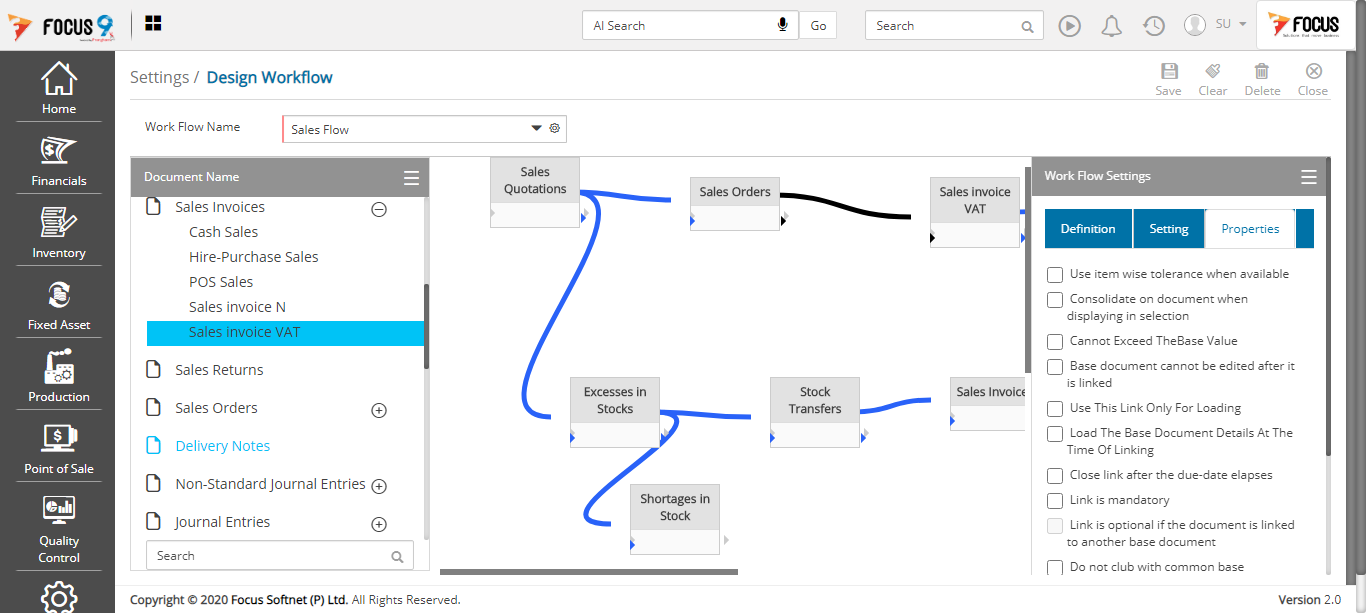 FOCUS 9
AI Search
Go
Search
SU
FOCUS
Settings / Design Workflow
Save
Clear
Delete
Close
Home
Financials
Inventory
Fixed Asset
Production
Point of Sale
Quality
Control
Work Flow Name
Sales Flow
Document Name
Sales Invoices
Cash Sales
Hire-Purchase Sales
POS Sales
Sales invoice N
Sales invoice VAT
Sales Returns
Sales Orders
Delivery Notes
Non-Standard Journal Entries
Journal Entries
Search
Sales
Quotations
Sales Orders
Sales invoice
VAT
Excesses in
Stocks
Stock
Transfers
Sales Invoice
Shortages in
Stock
Work Flow Settings
Definition
Setting
Properties
Use item wise tolerance when available
Consolidate on document when
displaying in selection
Cannot Exceed TheBase Value
Base document cannot be edited after it
is linked
Use This Link Only For Loading
Load The Base Document Details At The
Time Of Linking
Close link after the due-date elapses
Link is mandatory
Link is optional if the document is linked
to another base document
Do not club with common base
Copyright © 2020 Focus Softnet (P) Ltd. All Rights Reserved.
Version 2.0